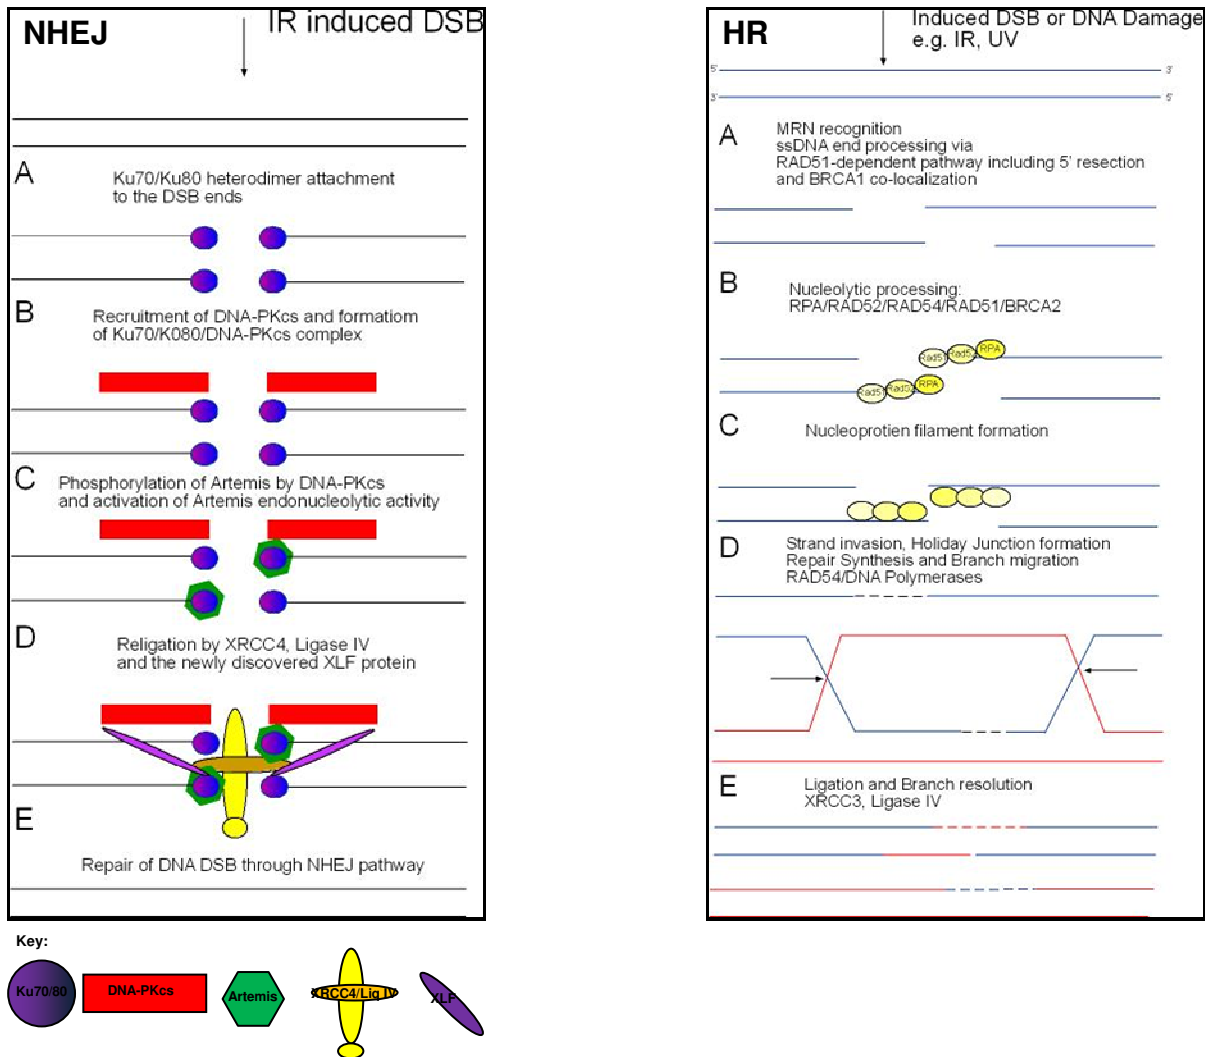 NHEJ
IR induced DSB
A
Ku70/Ku80 heterodimer attachment
to the DSB ends
B
Recruitment of DNA-PKcs and formatiom
of Ku70/K080/DNA-PKcs complex
C
Phosphorylation of Artemis by DNA-PKcs
and activation of Artemis endonucleolytic activity
D
Religation by XRCC4, Ligase IV
and the newly discovered XLF protein
E
Repair of DNA DSB through NHEJ pathway
Key:
Ku70/80
DNA-PKcs
Artemis
XRCC4/Lig IV
XLF
HR
Induced DSB or DNA Damage
e.g. IR, UV
5' 3'
3' 5'
A
MRN recognition
ssDNA end processing via
RAD51-dependent pathway including 5' resection
and BRCA1 co-localization
B
Nucleolytic processing:
RPA/RAD52/RAD54/RAD51/BRCA2
Rad5 Rad5 RPA
Rad5 Rad5 RPA
C
Nucleoprotien filament formation
D
Strand invasion, Holiday Junction formation
Repair Synthesis and Branch migration
RAD54/DNA Polymerases
E
Ligation and Branch resolution
XRCC3, Ligase IV